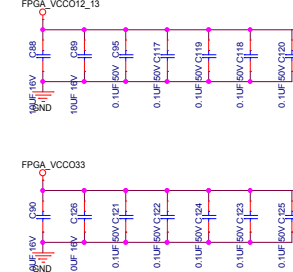 FPGA_VCCO12_13
C88
10UF 16V
C89
10UF 16V
C95
0.1UF 50V
C117
0.1UF 50V
C119
0.1UF 50V
C118
0.1UF 50V
C120
0.1UF 50V
GND
FPGA_VCCO33
C90
C126
0UF 16V
C121
0.1UF 50V
C122
0.1UF 50V
C124
0.1UF 50V
C123
0.1UF 50V
C125
0.1UF 50V
GND